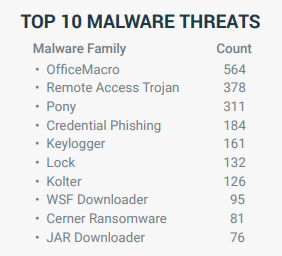 TOP 10 MALWARE THREATS
Malware Family Count
• OfficeMacro 564
• Remote Access Trojan 378
• Pony 311
• Credential Phishing 184
• Keylogger 161
• Lock 132
• Kolter 126
• WSF Downloader 95
• Cerner Ransomware 81
• JAR Downloader 76